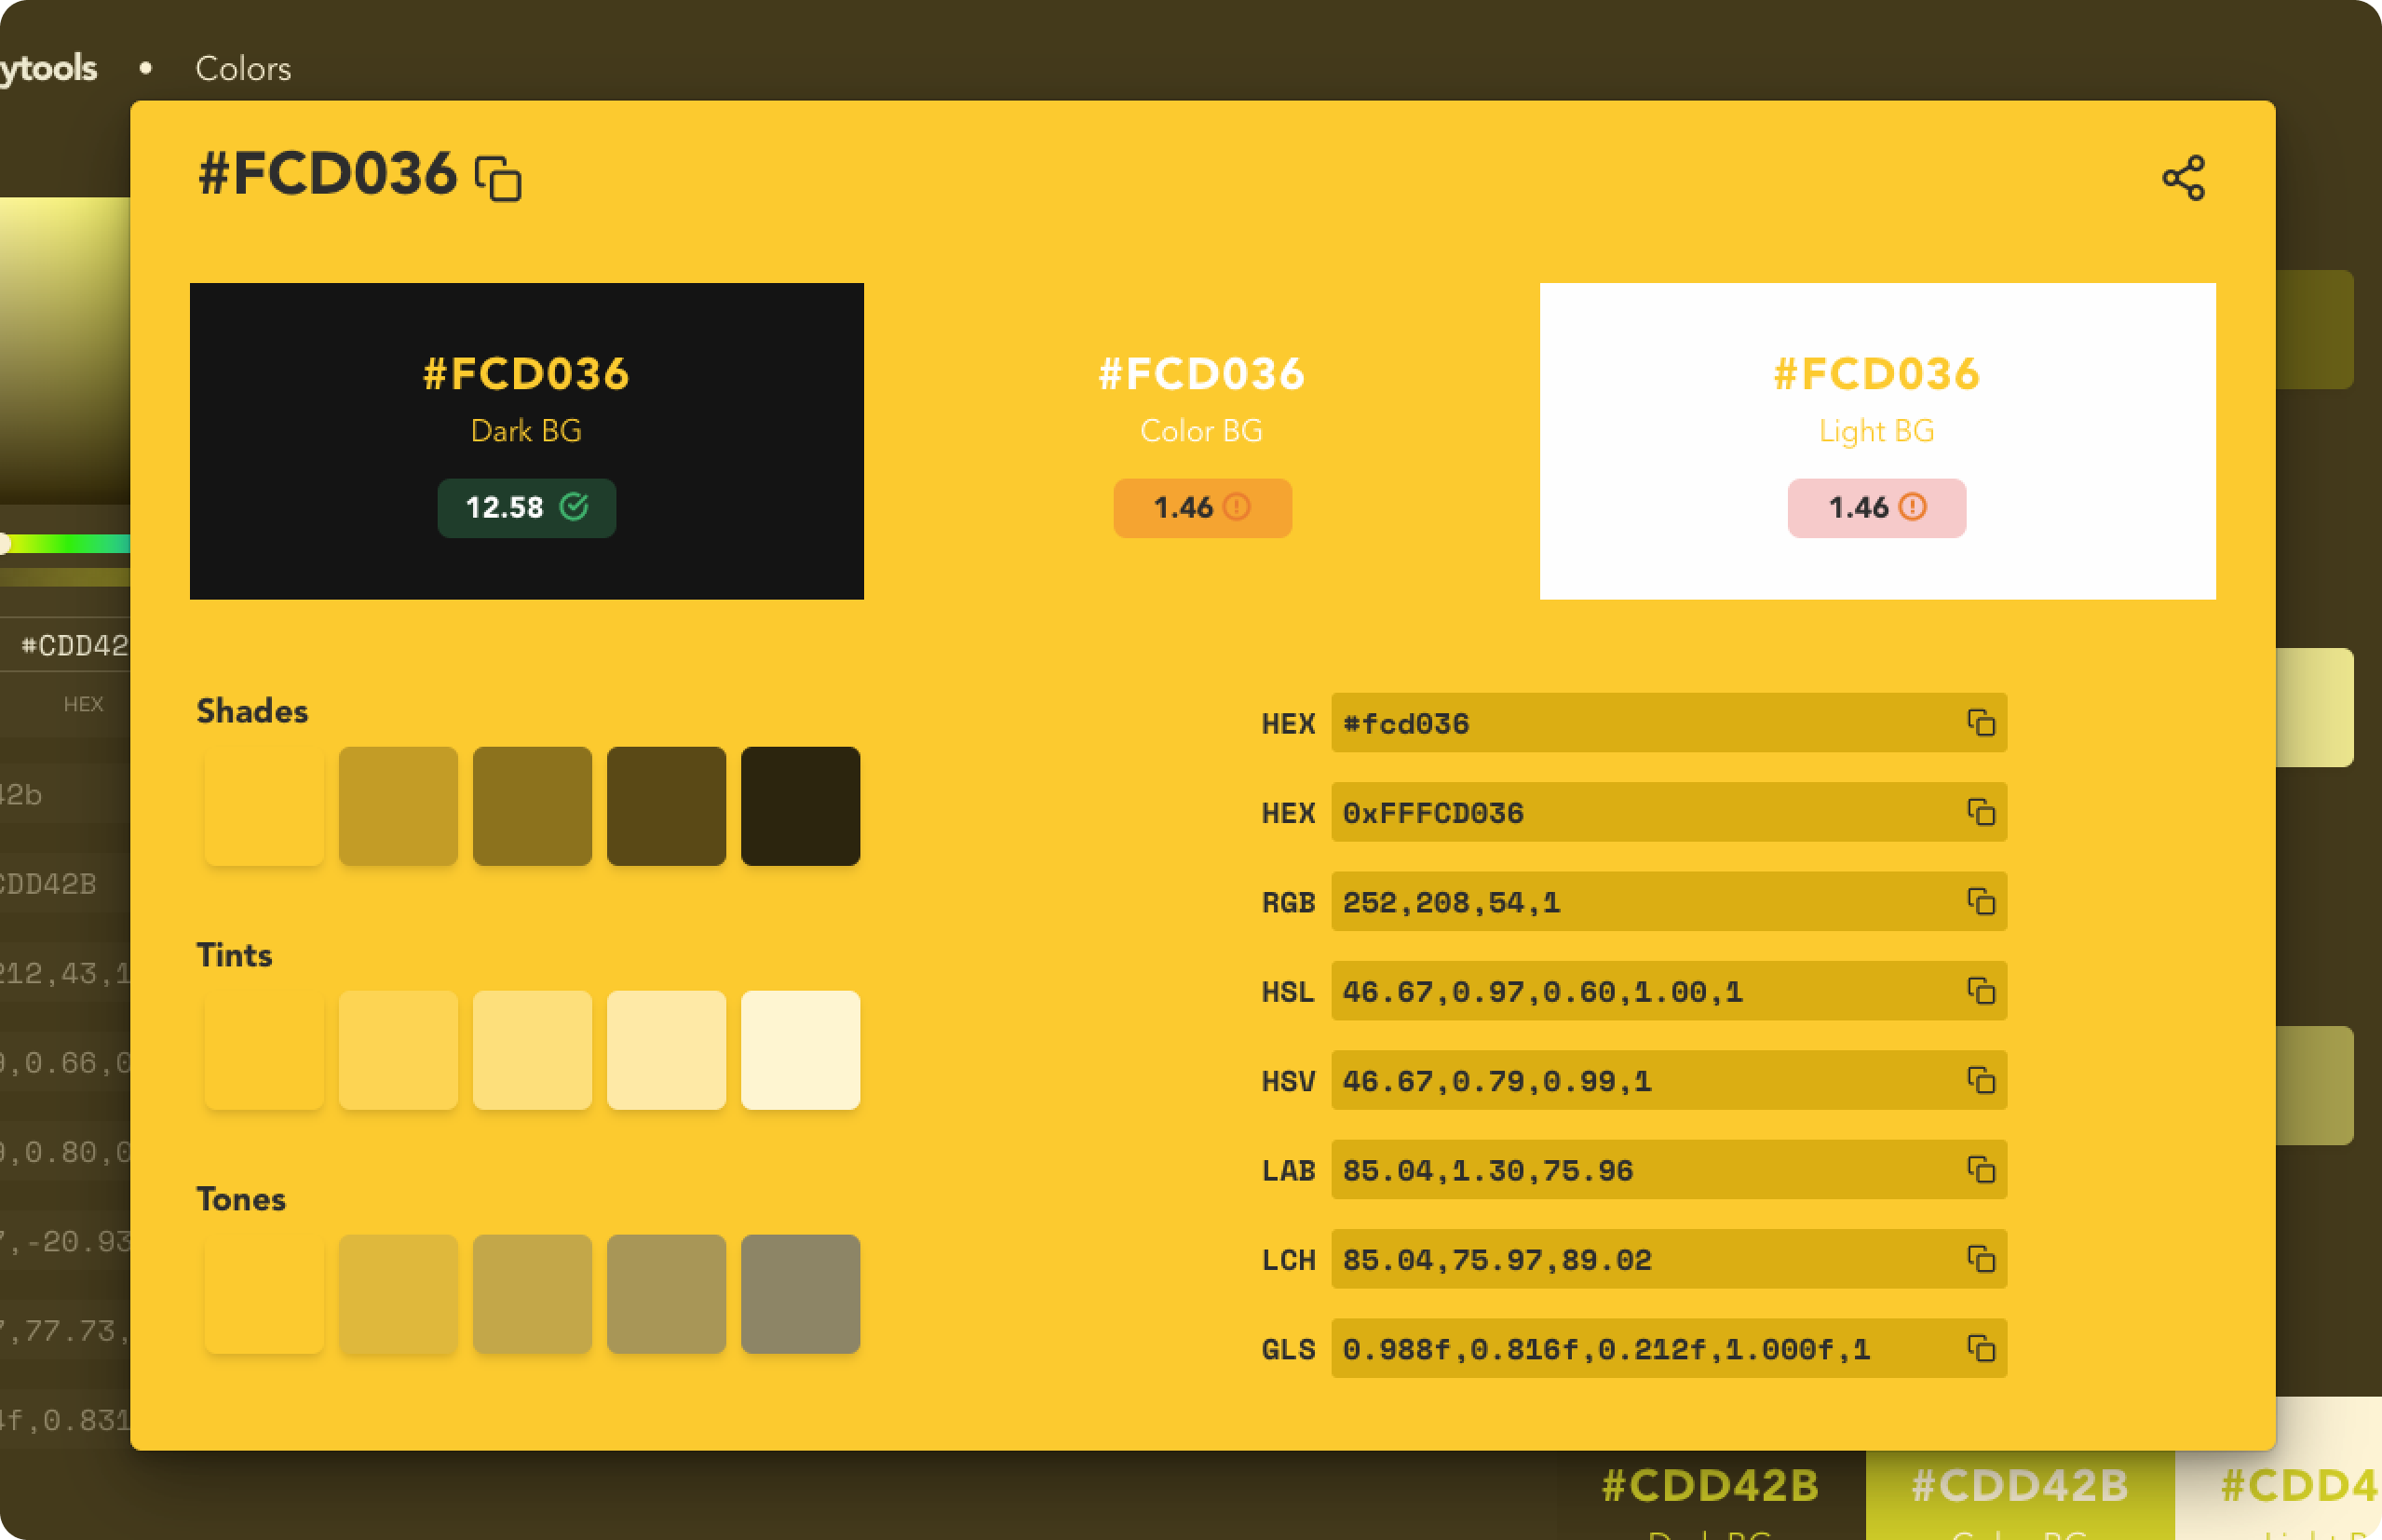 ytools • Colors
#FCD036
#FCD036
Dark BG
12.58
#FCD036
Color BG
1.46
#FCD036
Light BG
1.46
#CDD42
HEX
42b
CDD42B
212,43,1
0,0.66,0
0,0.80,0
7,-20.93
7,77.73,
4f,0.831
Shades
Tints
Tones
HEX #fcd036
HEX 0xFFFCD036
RGB 252,208,54,1
HSL 46.67,0.97,0.60,1.00,1
HSV 46.67,0.79,0.99,1
LAB 85.04,1.30,75.96
LCH 85.04,75.97,89.02
GLS 0.988f,0.816f,0.212f,1.000f,1
#CDD42B
Dark BG
#CDD42B
Color BG
#CDD4